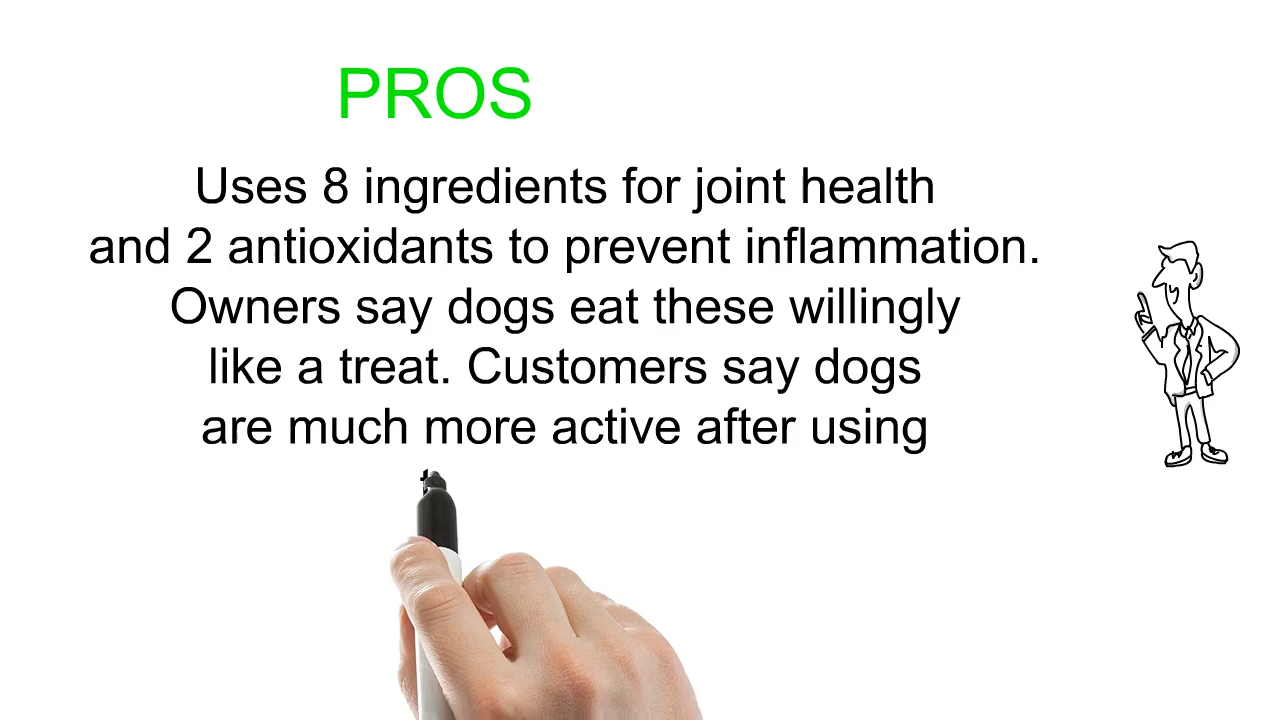 PROS
Uses 8 ingredients for joint health
and 2 antioxidants to prevent inflammation.
Owners say dogs eat these willingly
like a treat. Customers say dogs
are much more active after using